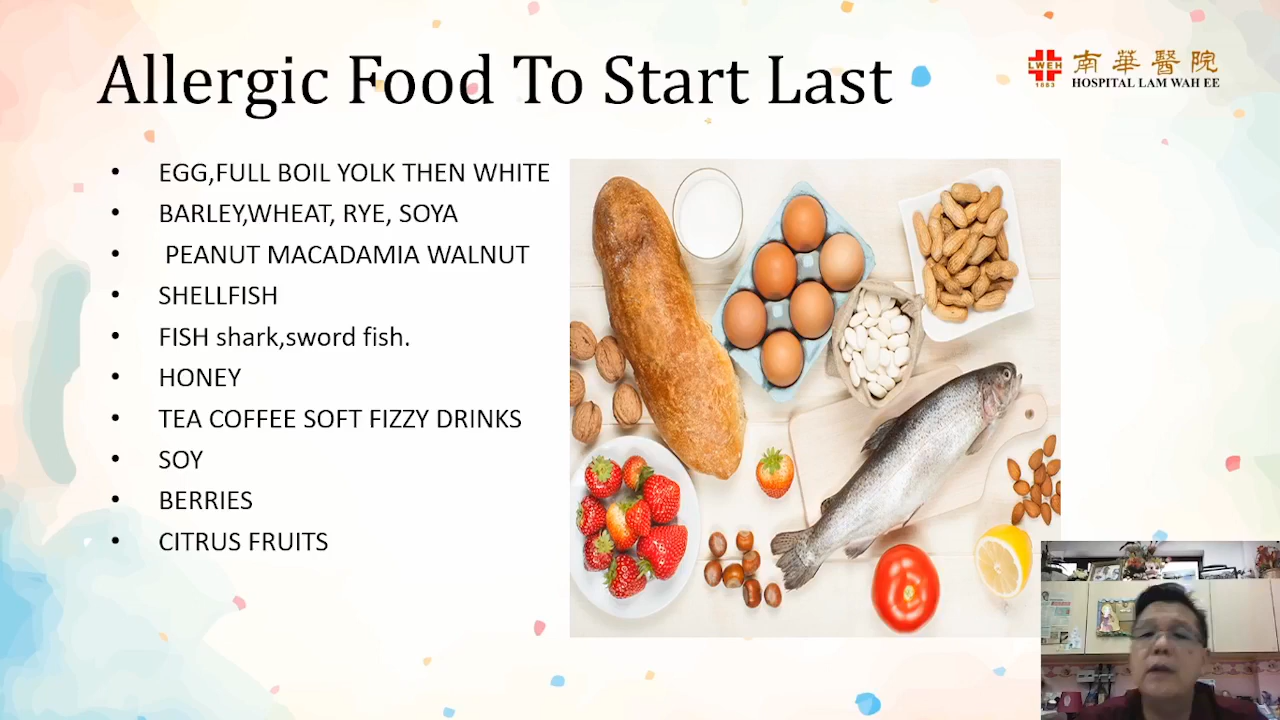 Allergic Food To Start Last
LWEH
1883
南華醫院
HOSPITAL LAM WAH EE
• EGG,FULL BOIL YOLK THEN WHITE
• BARLEY,WHEAT, RYE, SOYA
• PEANUT MACADAMIA WALNUT
• SHELLFISH
• FISH shark,sword fish.
• HONEY
• TEA COFFEE SOFT FIZZY DRINKS
• SOY
• BERRIES
• CITRUS FRUITS